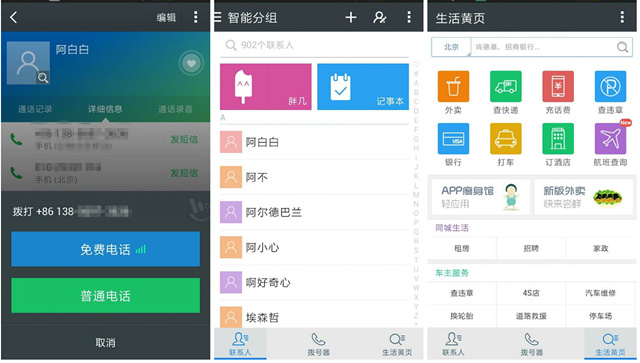 编辑
阿白白
通话记录
详细信息
通话录音
+86 138-
手机
发短信
手机 (北京)
发短信
拨打 +86 138-
免费电话
普通电话
取消
智能分组
902个联系人
胖几
记事本
A
阿白白
阿不
阿尔德巴兰
阿小心
啊好奇心
埃森哲
#
A
B
C
D
E
F
G
H
I
J
K
L
M
N
O
P
Q
R
S
T
U
V
W
X
Y
Z
联系人
拨号器
生活黄页
生活黄页
北京
肯德基、招商银行...
外卖
查快递
充话费
查违章
New
VISA
银行
打车
订酒店
航班查询
APP瘦身馆
轻应用
新版外卖
快来尝鲜
同城生活
租房
招聘
家政
车主服务
查违章
4S店
汽车维修
换轮胎
道路救援
停车场
联系人
拨号器
生活黄页